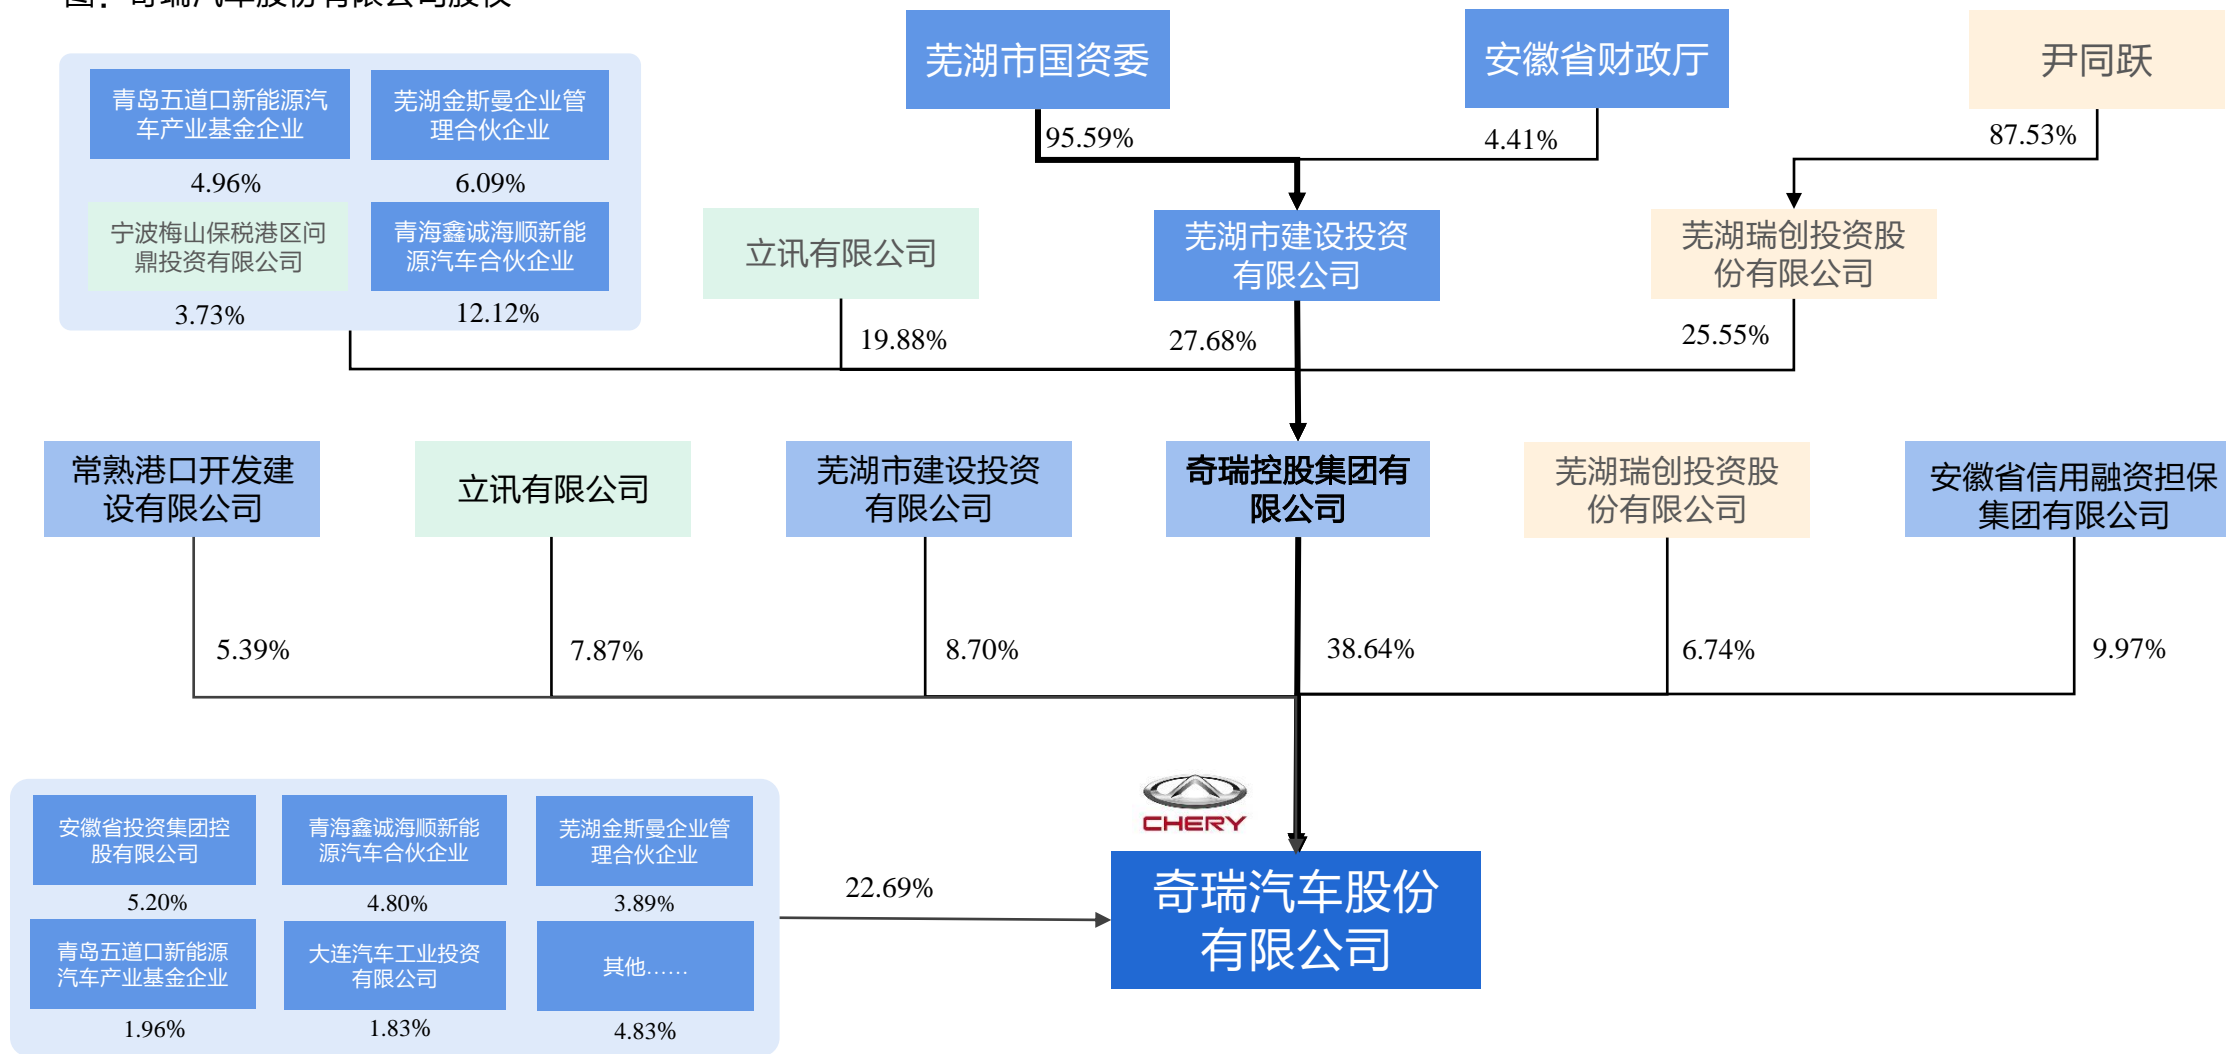 图：奇瑞汽车股份有限公司股权
芜湖市国资委
安徽省财政厅
尹同跃
95.59%
4.41%
87.53%
青岛五道口新能源汽
车产业基金企业
4.96%
芜湖金斯曼企业管
理合伙企业
6.09%
宁波梅山保税港区问
鼎投资有限公司
3.73%
青海鑫诚海顺新能
源汽车合伙企业
12.12%
立讯有限公司
19.88%
芜湖市建设投资
有限公司
27.68%
芜湖瑞创投资股
份有限公司
25.55%
常熟港口开发建
设有限公司
5.39%
立讯有限公司
7.87%
芜湖市建设投资
有限公司
8.70%
奇瑞控股集团有
限公司
38.64%
芜湖瑞创投资股
份有限公司
6.74%
安徽省信用融资担保
集团有限公司
9.97%
安徽省投资集团控
股有限公司
5.20%
青海鑫诚海顺新能
源汽车合伙企业
4.80%
芜湖金斯曼企业管
理合伙企业
3.89%
青岛五道口新能源
汽车产业基金企业
1.96%
大连汽车工业投资
有限公司
1.83%
其他……
4.83%
22.69%
CHERY
奇瑞汽车股份
有限公司